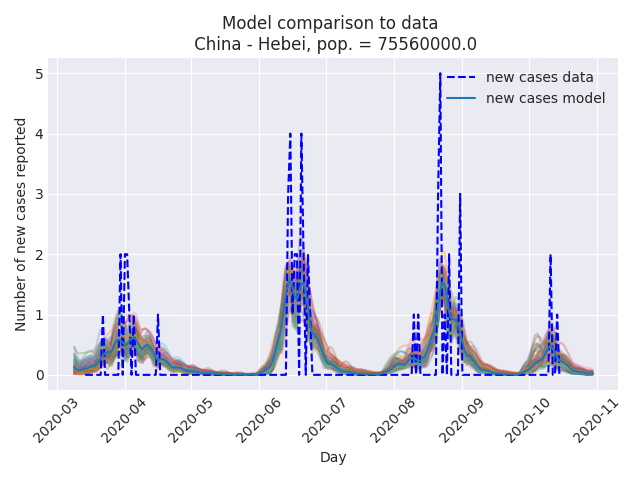 Model comparison to data
China - Hebei, pop. = 75560000.0
new cases data
new cases model
Number of new cases reported
5
4
3
2
1
0
2020-03
2020-04
2020-05
2020-06
2020-07
2020-08
2020-09
2020-10
2020-11
Day